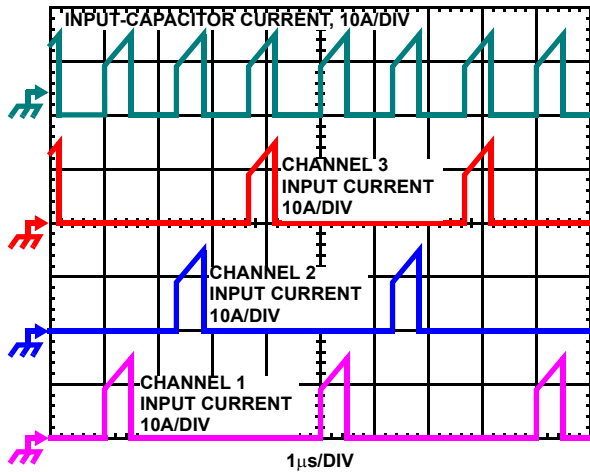 INPUT-CAPACITOR CURRENT, 10A/DIV
CHANNEL 3
INPUT CURRENT
10A/DIV
CHANNEL 2
INPUT CURRENT
10A/DIV
CHANNEL 1
INPUT CURRENT
10A/DIV
1μs/DIV